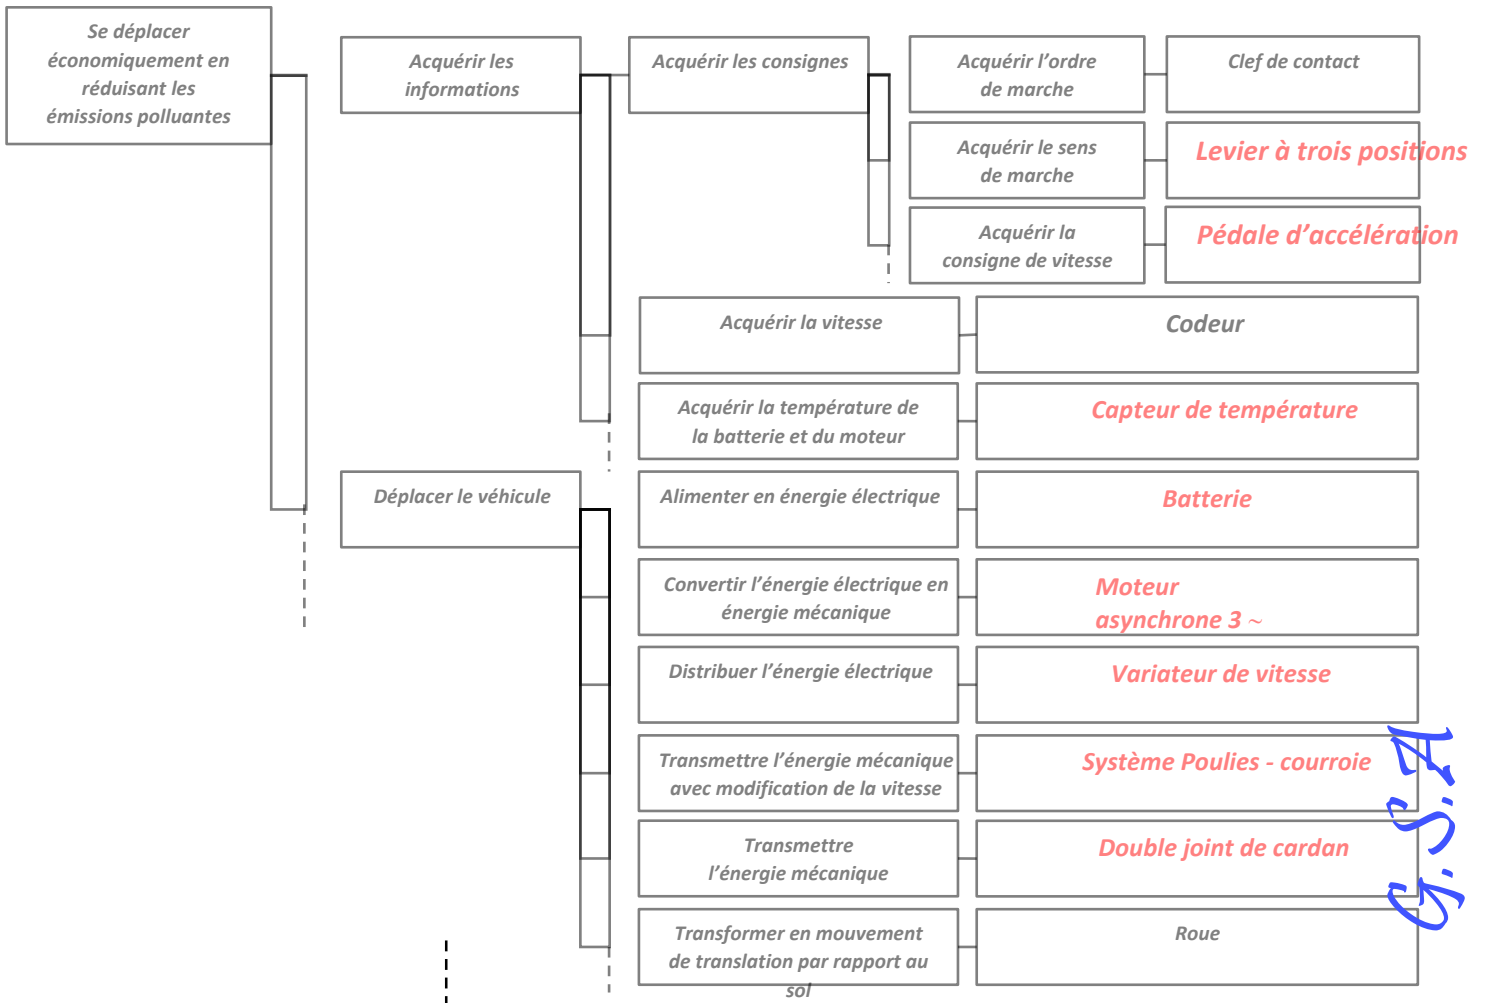 Se déplacer
économiquement en
réduisant les
émissions polluantes
Acquérir les
informations
Acquérir les consignes
Acquérir l’ordre
de marche
Clef de contact
Acquérir le sens
de marche
Levier à trois positions
Acquérir la
consigne de vitesse
Pédale d’accélération
Acquérir la vitesse
Codeur
Acquérir la température de
la batterie et du moteur
Capteur de température
Déplacer le véhicule
Alimenter en énergie électrique
Batterie
Convertir l’énergie électrique en
énergie mécanique
Moteur
asynchrone 3 ~
Distribuer l’énergie électrique
Variateur de vitesse
Transmettre l’énergie mécanique
avec modification de la vitesse
Système Poulies - courroie
Transmettre
l’énergie mécanique
Double joint de cardan
Transformer en mouvement
de translation par rapport au
sol
Roue
G.S.A